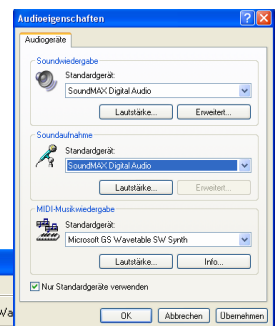 Audioeigenschaften
Audiogeräte
Soundwiedergabe
Standardgerät:
SoundMAX Digital Audio
Lautstärke... Erweitert...
Soundaufnahme
Standardgerät:
SoundMAX Digital Audio
Lautstärke... Erweitert...
MIDI-Musikwiedergabe
Standardgerät:
Microsoft GS Wavetable SW Synth
Lautstärke... Info...
Nur Standardgeräte verwenden
OK Abbrechen Übernehmen